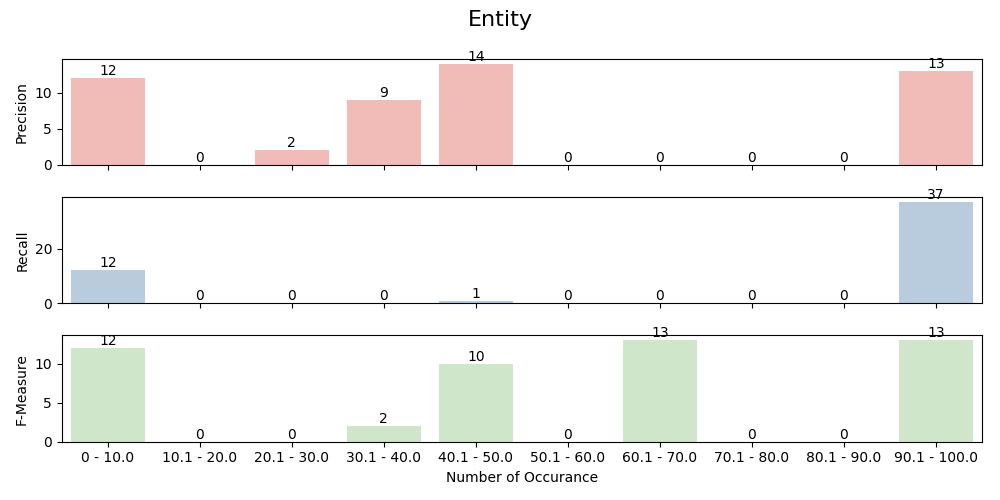 Entity
Precision
10
5
0
12
0
2
9
14
0
0
0
0
13
Recall
20
0
12
0
0
0
1
0
0
0
0
37
F-Measure
10
5
0
12
0
0
2
10
0
13
0
0
13
0 - 10.0
10.1 - 20.0
20.1 - 30.0
30.1 - 40.0
40.1 - 50.0
50.1 - 60.0
60.1 - 70.0
70.1 - 80.0
80.1 - 90.0
90.1 - 100.0
Number of Occurance